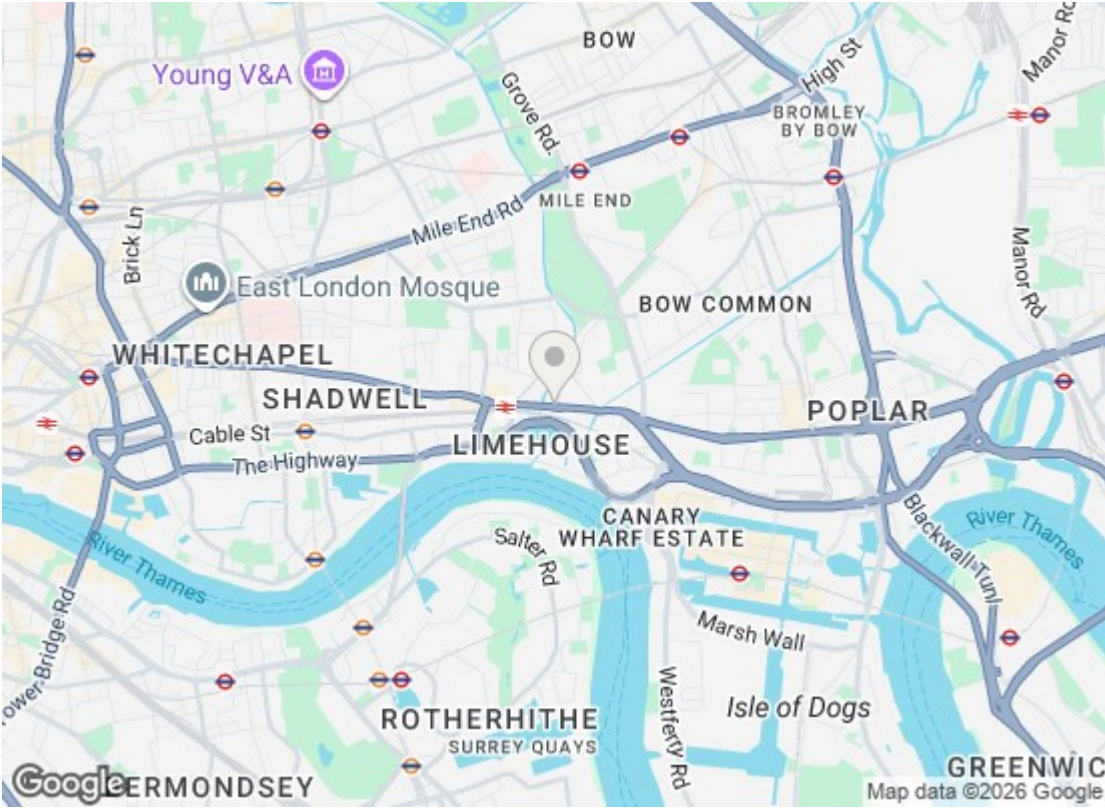 BOW
High St
Manor Rd
Young V&A
Grove Rd.
BROMLEY
BY BOW
MILE END
Mile End Rd
Brick Ln
Manor Rd
East London Mosque
BOW COMMON
WHITECHAPEL
SHADWELL
POPLAR
Cable St
LIMEHOUSE
The Highway
CANARY
WHARF ESTATE
Blackwall Tunl
River Thames
River Thames
Salter Rd
Tower Bridge Rd
Marsh Wall
Westferry Rd
Isle of Dogs
ROTHERHITHE
SURREY QUAYS
GREENWIC
Google
ERMONDSEY
Map data ©2026 Google